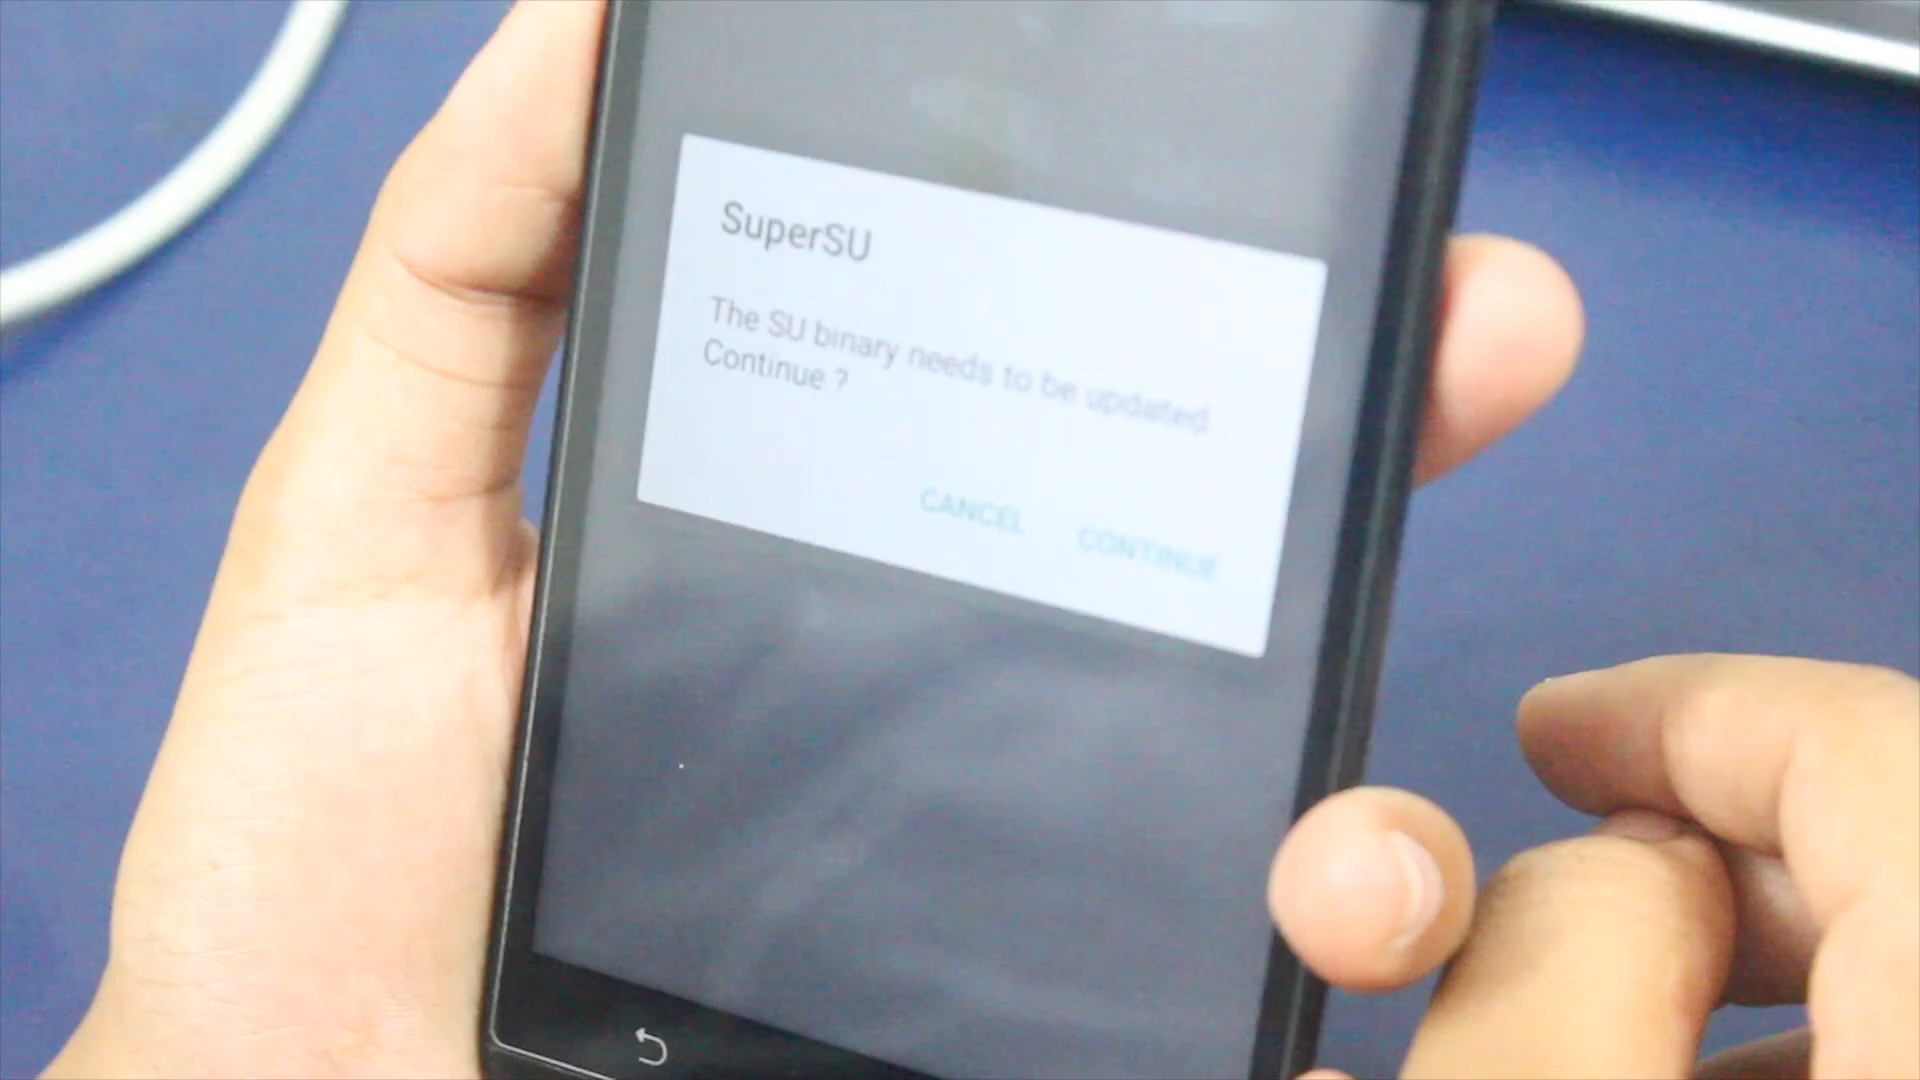 SuperSU
The SU binary needs to be updated.
Continue ?
CANCEL CONTINUE